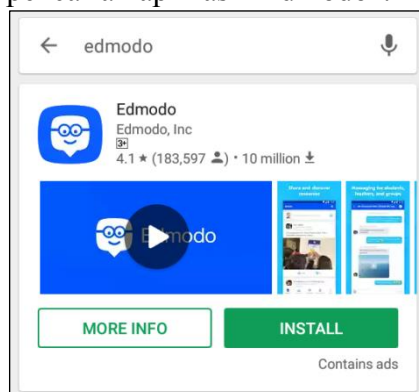 edmodo
Edmodo
Edmodo, Inc
3+
4.1 ★ (183,597 ) • 10 million
Edmodo
MORE INFO
INSTALL
Contains ads